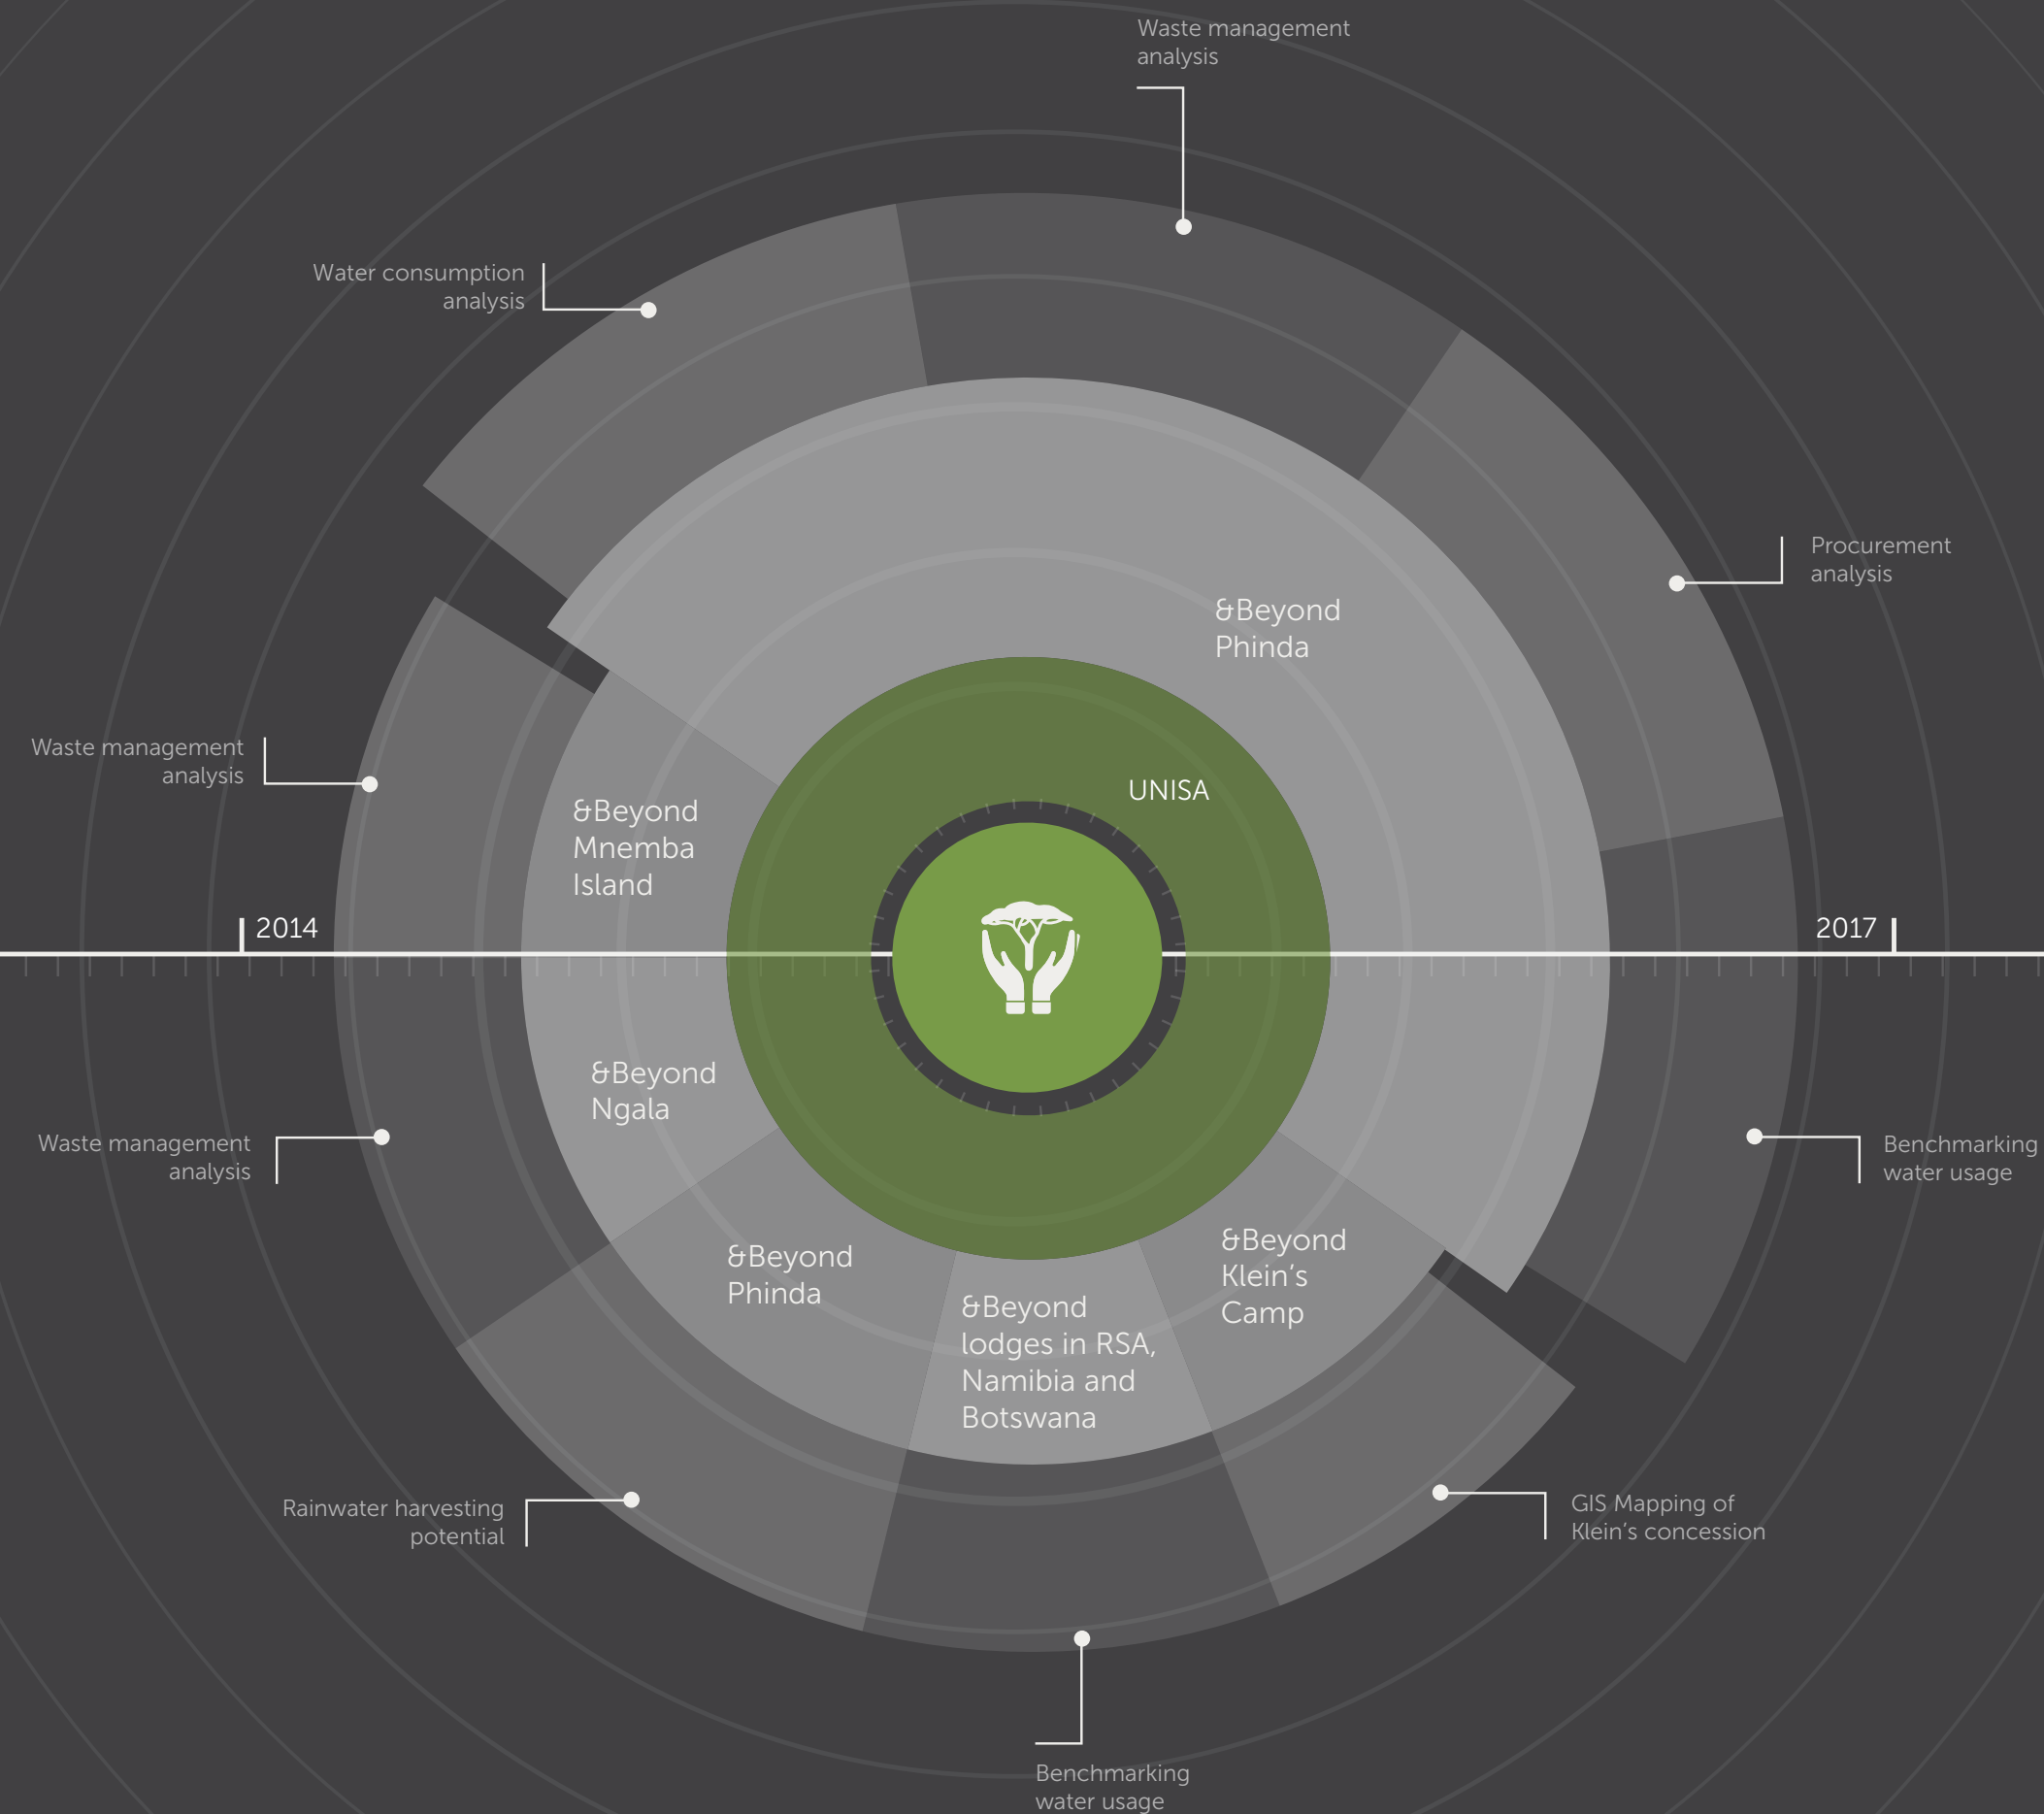 Waste management
analysis
Water consumption
analysis
Procurement
analysis
&Beyond
Phinda
Waste management
analysis
UNISA
&Beyond
Mnemba
Island
2014
2017
&Beyond
Ngala
Waste management
analysis
Benchmarking
water usage
&Beyond
Phinda
&Beyond
Klein’s
Camp
&Beyond
lodges in RSA,
Namibia and
Botswana
Rainwater harvesting
potential
GIS Mapping of
Klein’s concession
Benchmarking
water usage